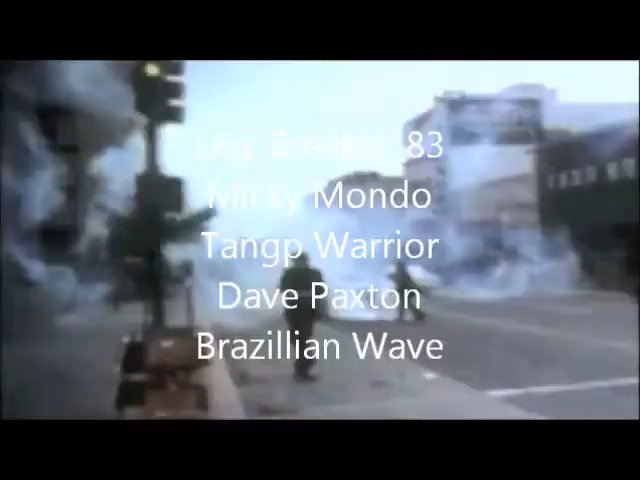 83
Micky Mondo
Tangp Warrior
Dave Paxton
Brazillian Wave